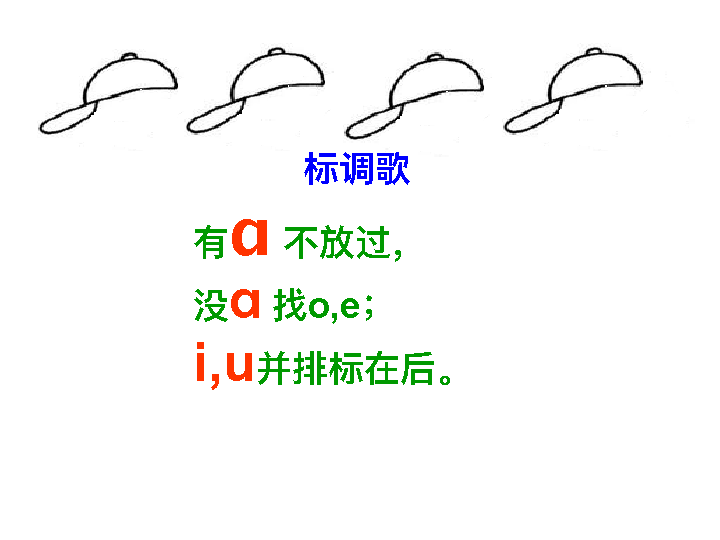 标调歌
有ɑ 不放过,
没ɑ 找o,e；
i,u并排标在后。